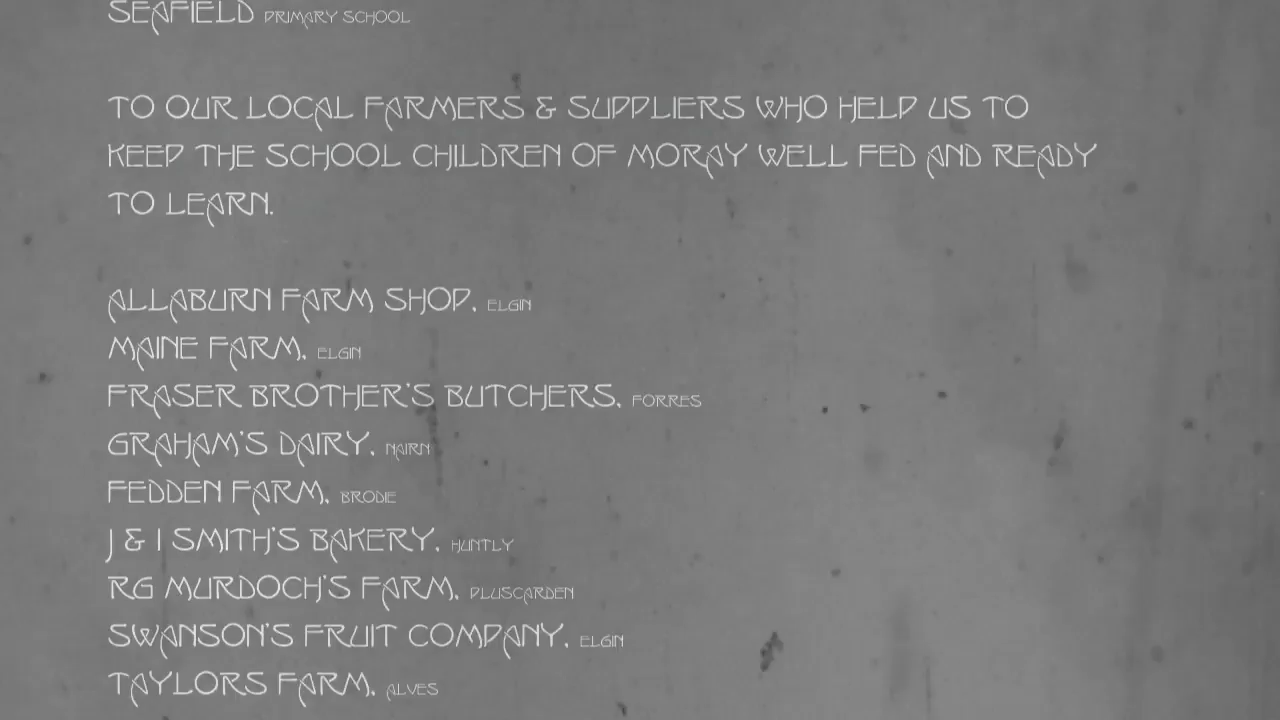 SEAFIELD PRIMARY SCHOOL
TO OUR LOCAL FARMERS & SUPPLIERS WHO HELP US TO
KEEP THE SCHOOL CHILDREN OF MORAY WELL FED AND READY
TO LEARN.
ALLABURN FARM SHOP, ELGIN
MAINE FARM, ELGIN
FRASER BROTHER'S BUTCHERS, FORRES
GRAHAM'S DAIRY, NAIRN
FEDDEN FARM, BRODIE
J & I SMITH'S BAKERY, HUNTLY
RG MURDOCH'S FARM, PLUSCARDEN
SWANSON'S FRUIT COMPANY, ELGIN
TAYLORS FARM, ALVES